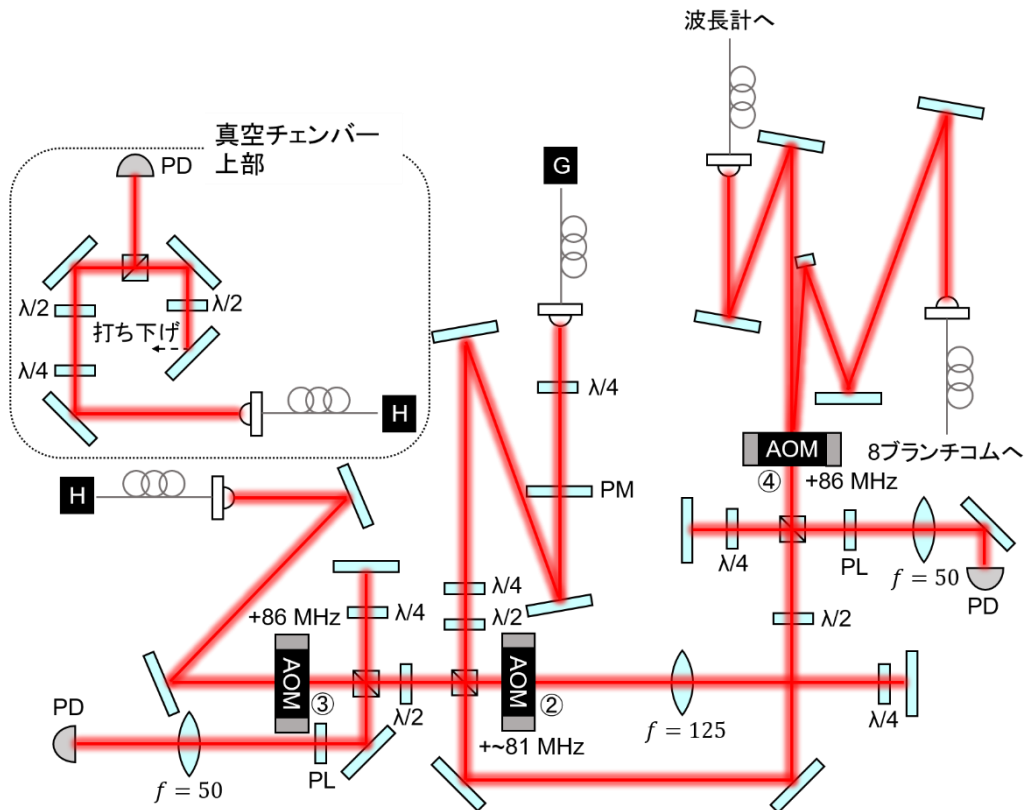 波長計へ
真空チェンバー
上部
PD
G
λ/2
λ/2
打ち下げ
λ/4
H
λ/4
8ブランチコムへ
AOM
④
+86 MHz
H
PM
λ/4
PL
f = 50
PD
λ/4
λ/4
λ/2
+86 MHz
λ/2
AOM
③
λ/2
AOM
②
λ/4
PD
f = 125
+~81 MHz
PL
f = 50